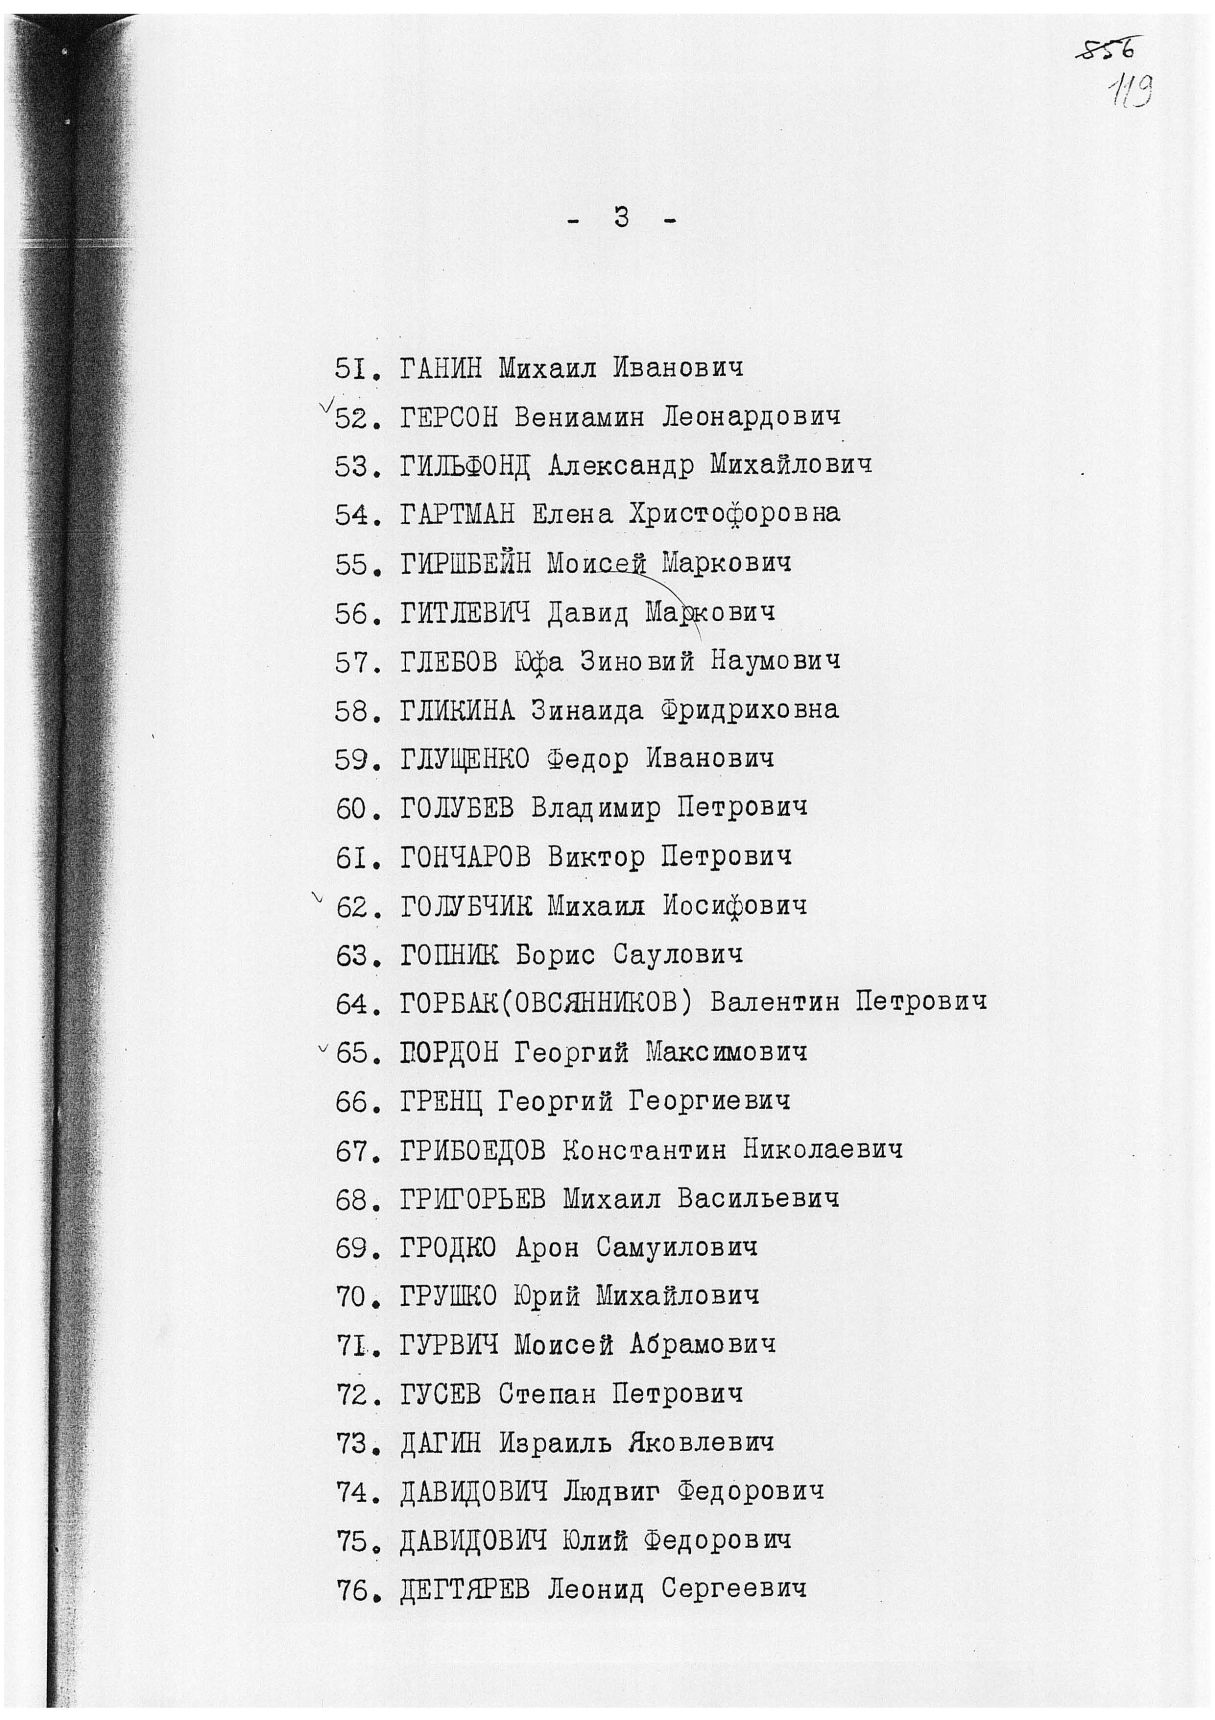 856
119
- 3 -
51. ГАНИН Михаил Иванович
52. ГЕРСОН Вениамин Леонардович
53. ГИЛЬФОНД Александр Михайлович
54. ГАРТМАН Елена Христофоровна
55. ГИРШБЕЙН Моисей Маркович
56. ГИТЛЕВИЧ Давид Маркович
57. ГЛЕБОВ Юфа Зиновий Наумович
58. ГЛИКИНА Зинаида Фридриховна
59. ГЛУЩЕНКО Федор Иванович
60. ГОЛУБЕВ Владимир Петрович
61. ГОНЧАРОВ Виктор Петрович
62. ГОЛУБЧИК Михаил Иосифович
63. ГОПНИК Борис Саулович
64. ГОРБАК(ОВСЯННИКОВ) Валентин Петрович
65. ГОРДОН Георгий Максимович
66. ГРЕНЦ Георгий Георгиевич
67. ГРИБОЕДОВ Константин Николаевич
68. ГРИГОРЬЕВ Михаил Васильевич
69. ГРОДКО Арон Самуилович
70. ГРУШКО Юрий Михайлович
71. ГУРВИЧ Моисей Абрамович
72. ГУСЕВ Степан Петрович
73. ДАГИН Израиль Яковлевич
74. ДАВИДОВИЧ Людвиг Федорович
75. ДАВИДОВИЧ Юлий Федорович
76. ДЕГТЯРЕВ Леонид Сергеевич